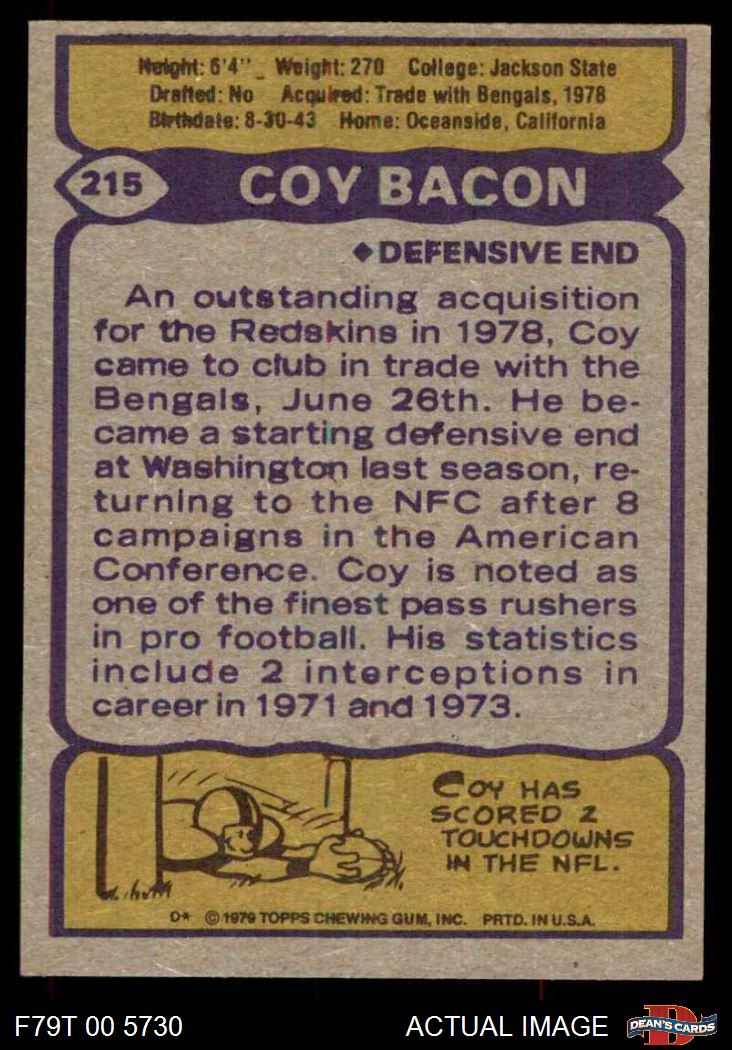 Height: 6'4" Weight: 270 College: Jackson State
Drafted: No Acquired: Trade with Bengals, 1978
Birthdate: 8-30-43 Home: Oceanside, California
215 COY BACON
◆DEFENSIVE END
An outstanding acquisition
for the Redskins in 1978, Coy
came to club in trade with the
Bengals, June 26th. He be-
came a starting defensive end
at Washington last season, re-
turning to the NFC after 8
campaigns in the American
Conference. Coy is noted as
one of the finest pass rushers
in pro football. His statistics
include 2 interceptions in
career in 1971 and 1973.
COY HAS
SCORED 2
TOUCHDOWNS
IN THE NFL.
D* © 1979 TOPPS CHEWING GUM, INC. PRTD. IN U.S.A.
F79T 00 5730 ACTUAL IMAGE D DEAN'S CARDS